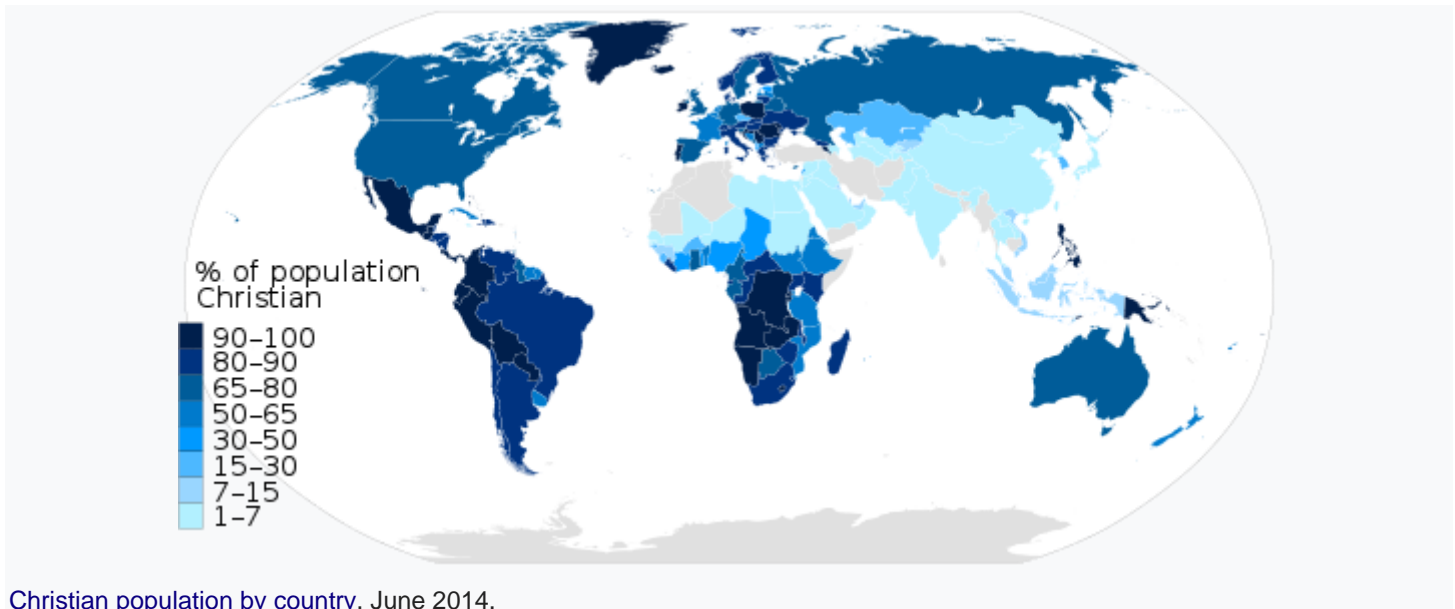 % of population
Christian
90–100
80–90
65–80
50–65
30–50
15–30
7–15
1–7
Christian population by country, June 2014.